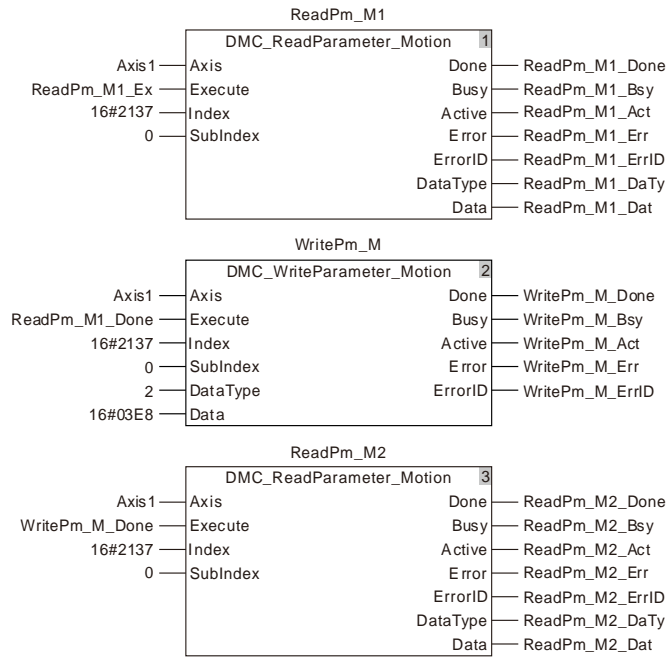 ReadPm_M1
DMC_ReadParameter_Motion 1
Axis1 Axis Done ReadPm_M1_Done
ReadPm_M1_Ex Execute Busy ReadPm_M1_Bsy
16#2137 Index Active ReadPm_M1_Act
0 SubIndex Error ReadPm_M1_Err
ErrorID ReadPm_M1_ErrID
DataType ReadPm_M1_DaTy
Data ReadPm_M1_Dat
WritePm_M
DMC_WriteParameter_Motion 2
Axis1 Axis Done WritePm_M_Done
ReadPm_M1_Done Execute Busy WritePm_M_Bsy
16#2137 Index Active WritePm_M_Act
0 SubIndex Error WritePm_M_Err
2 DataType ErrorID WritePm_M_ErrID
16#03E8 Data
ReadPm_M2
DMC_ReadParameter_Motion 3
Axis1 Axis Done ReadPm_M2_Done
WritePm_M_Done Execute Busy ReadPm_M2_Bsy
16#2137 Index Active ReadPm_M2_Act
0 SubIndex Error ReadPm_M2_Err
ErrorID ReadPm_M2_ErrID
DataType ReadPm_M2_DaTy
Data ReadPm_M2_Dat